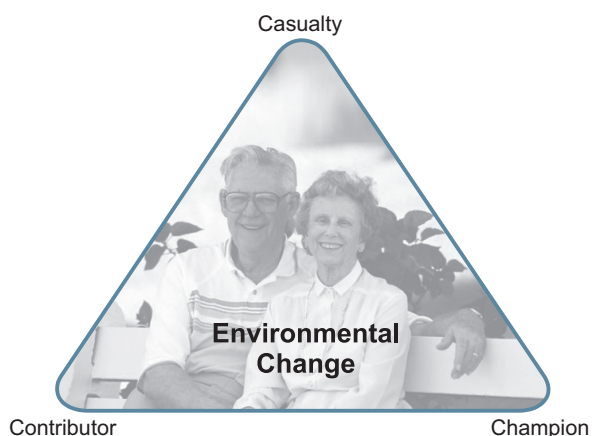 Casualty
Environmental
Change
Contributor
Champion